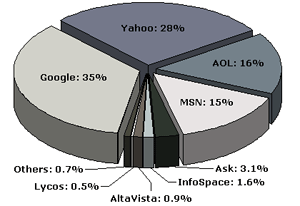 Yahoo: 28%
AOL: 16%
Google: 35%
MSN: 15%
Others: 0.7%
Ask: 3.1%
Lycos: 0.5%
InfoSpace: 1.6%
AltaVista: 0.9%